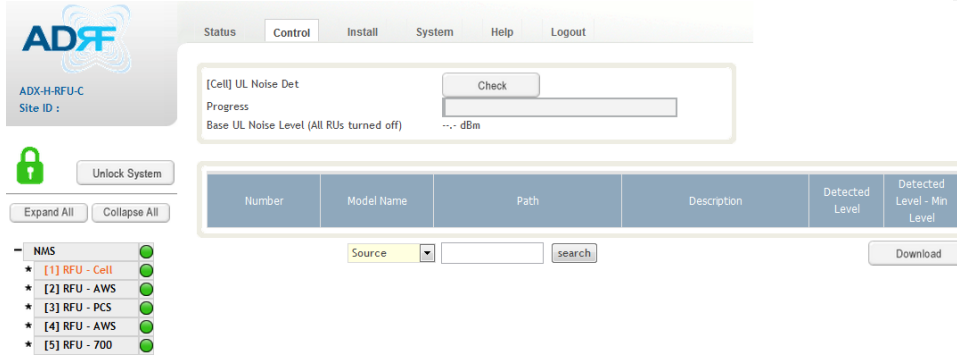 ADRF
ADX-H-RFU-C
Site ID :
Unlock System
Expand All Collapse All
NMS
[1] RFU - Cell
[2] RFU - AWS
[3] RFU - PCS
[4] RFU - AWS
[5] RFU - 700
Status Control Install System Help Logout
[Cell] UL Noise Det Check
Progress
Base UL Noise Level (All RUs turned off) --.- dBm
Number Model Name Path Description Detected Level Detected Level - Min Level
Source search Download